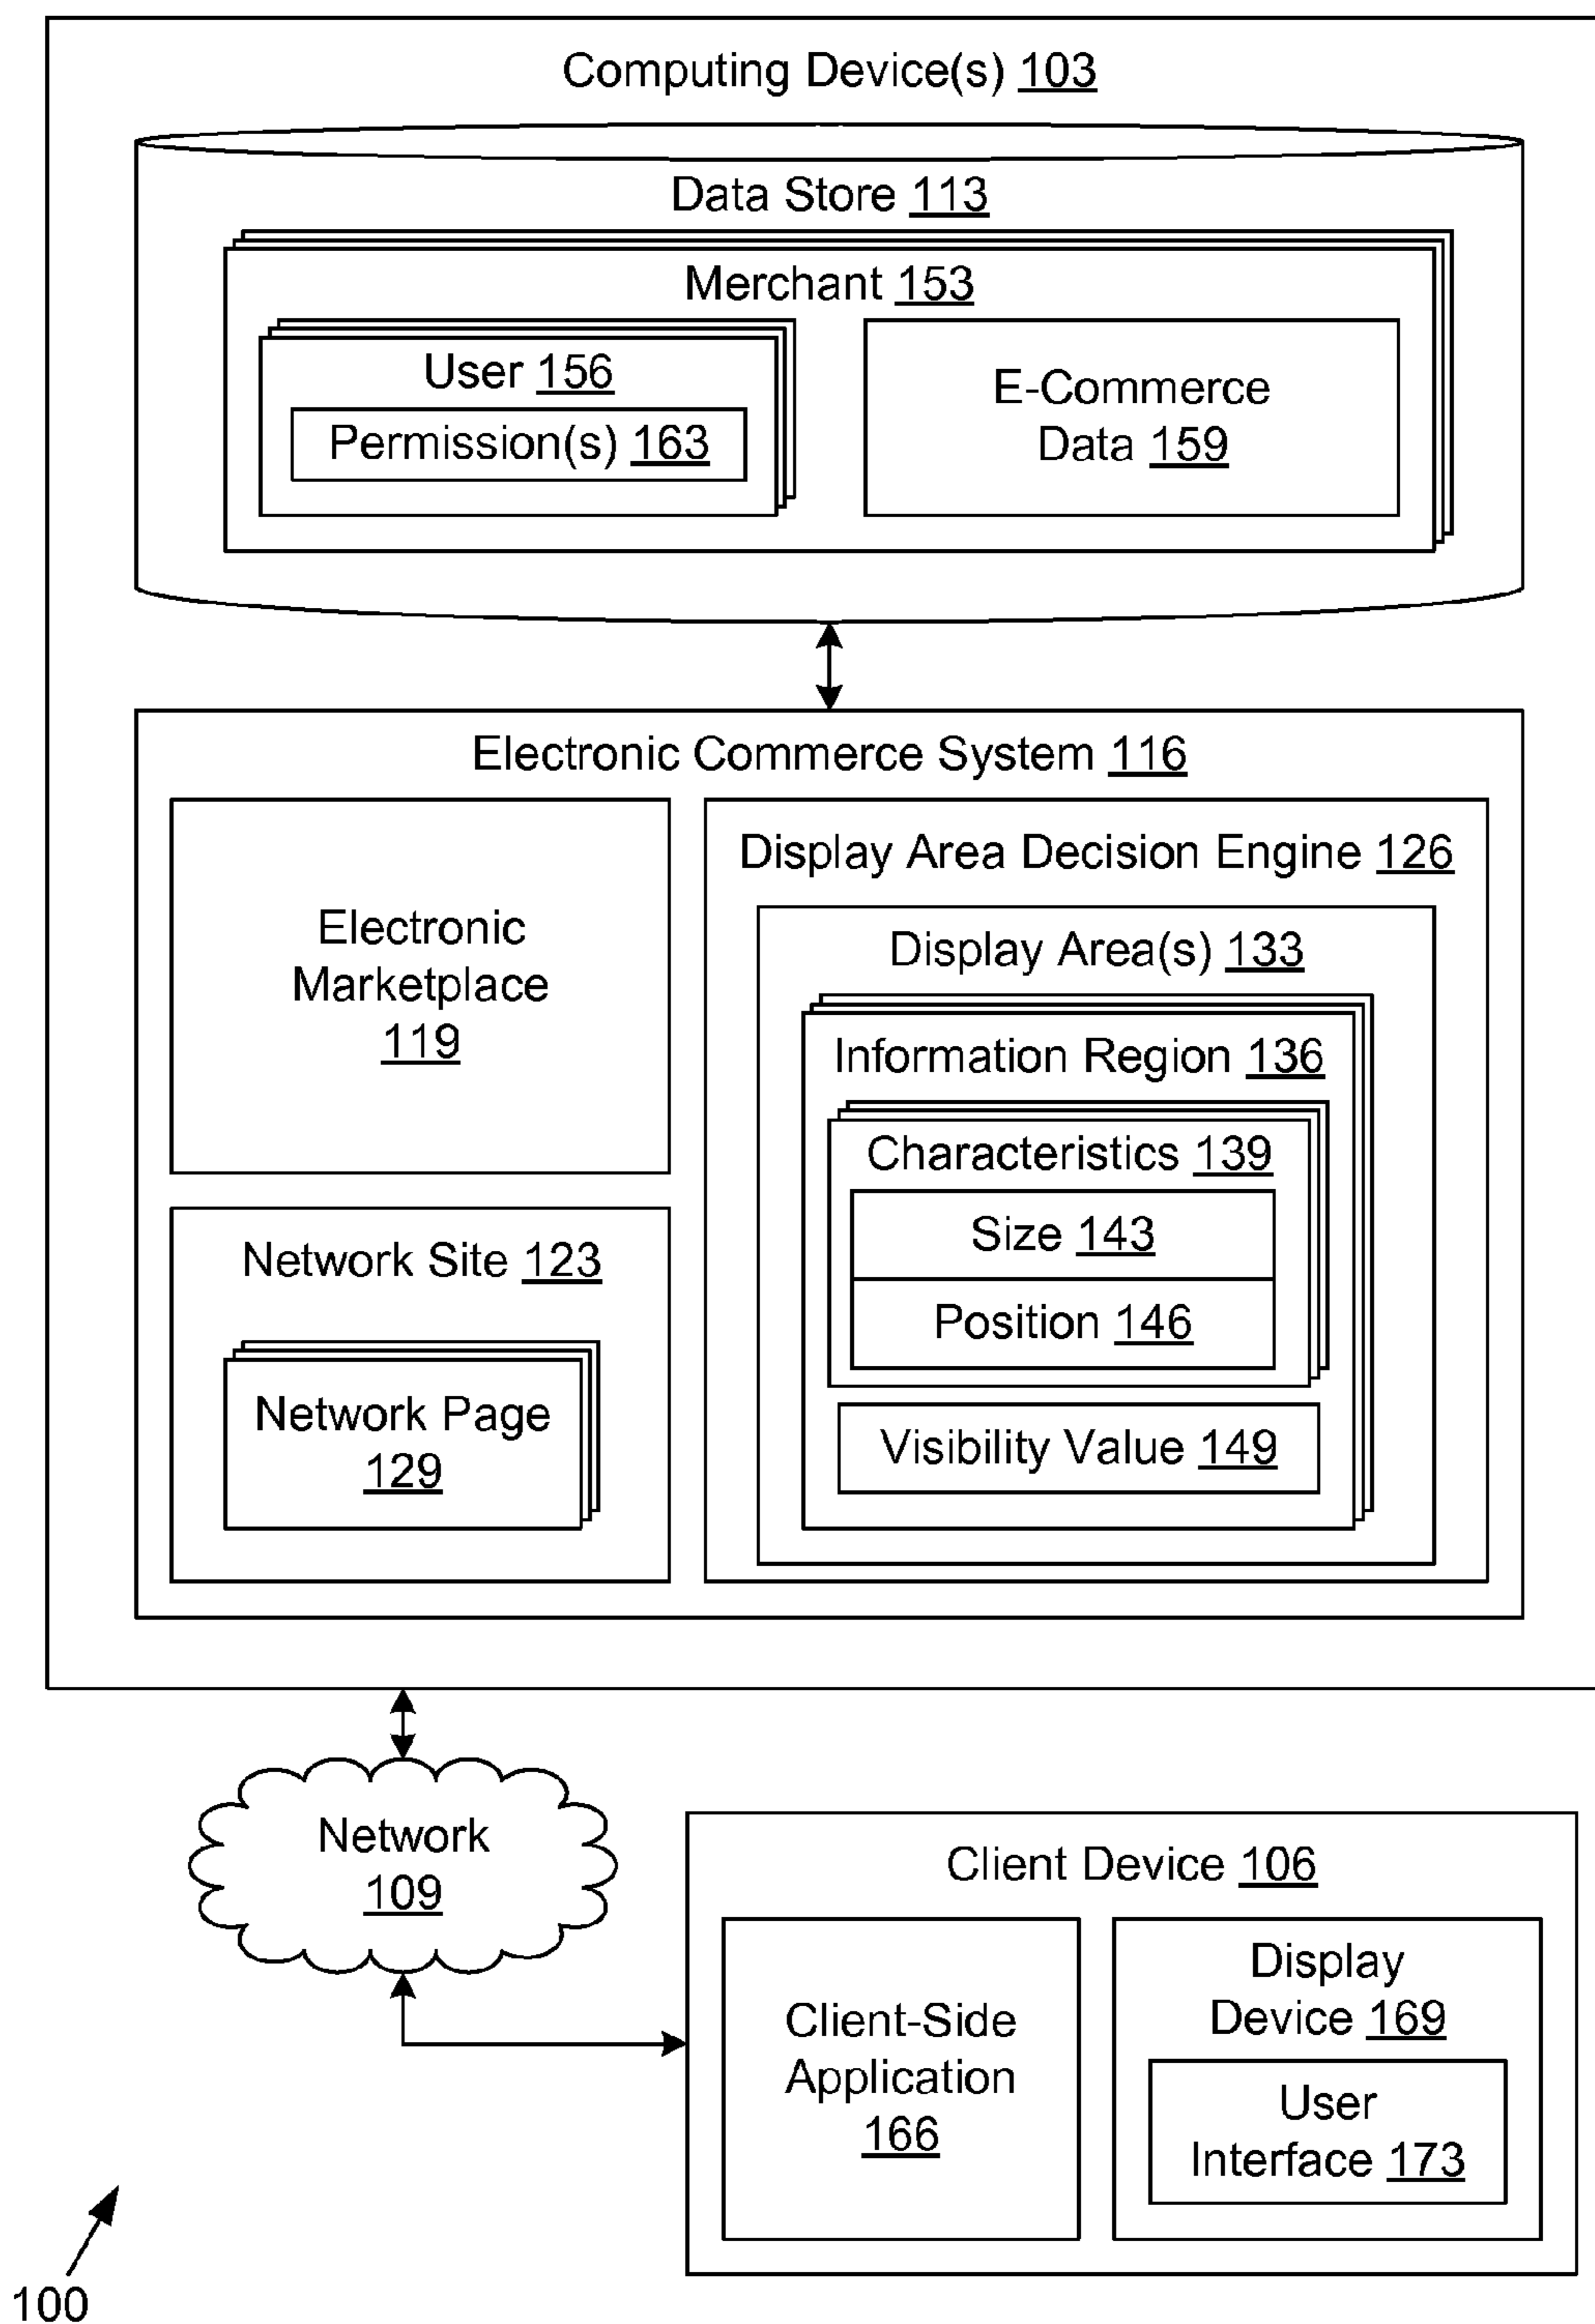 Computing Device(s) 103
Data Store 113
Merchant 153
User 156
Permission(s) 163
E-Commerce
Data 159
Electronic Commerce System 116
Electronic
Marketplace
119
Network Site 123
Network Page
129
Display Area Decision Engine 126
Display Area(s) 133
Information Region 136
Characteristics 139
Size 143
Position 146
Visibility Value 149
Network
109
Client Device 106
Client-Side
Application
166
Display
Device 169
User
Interface 173
100